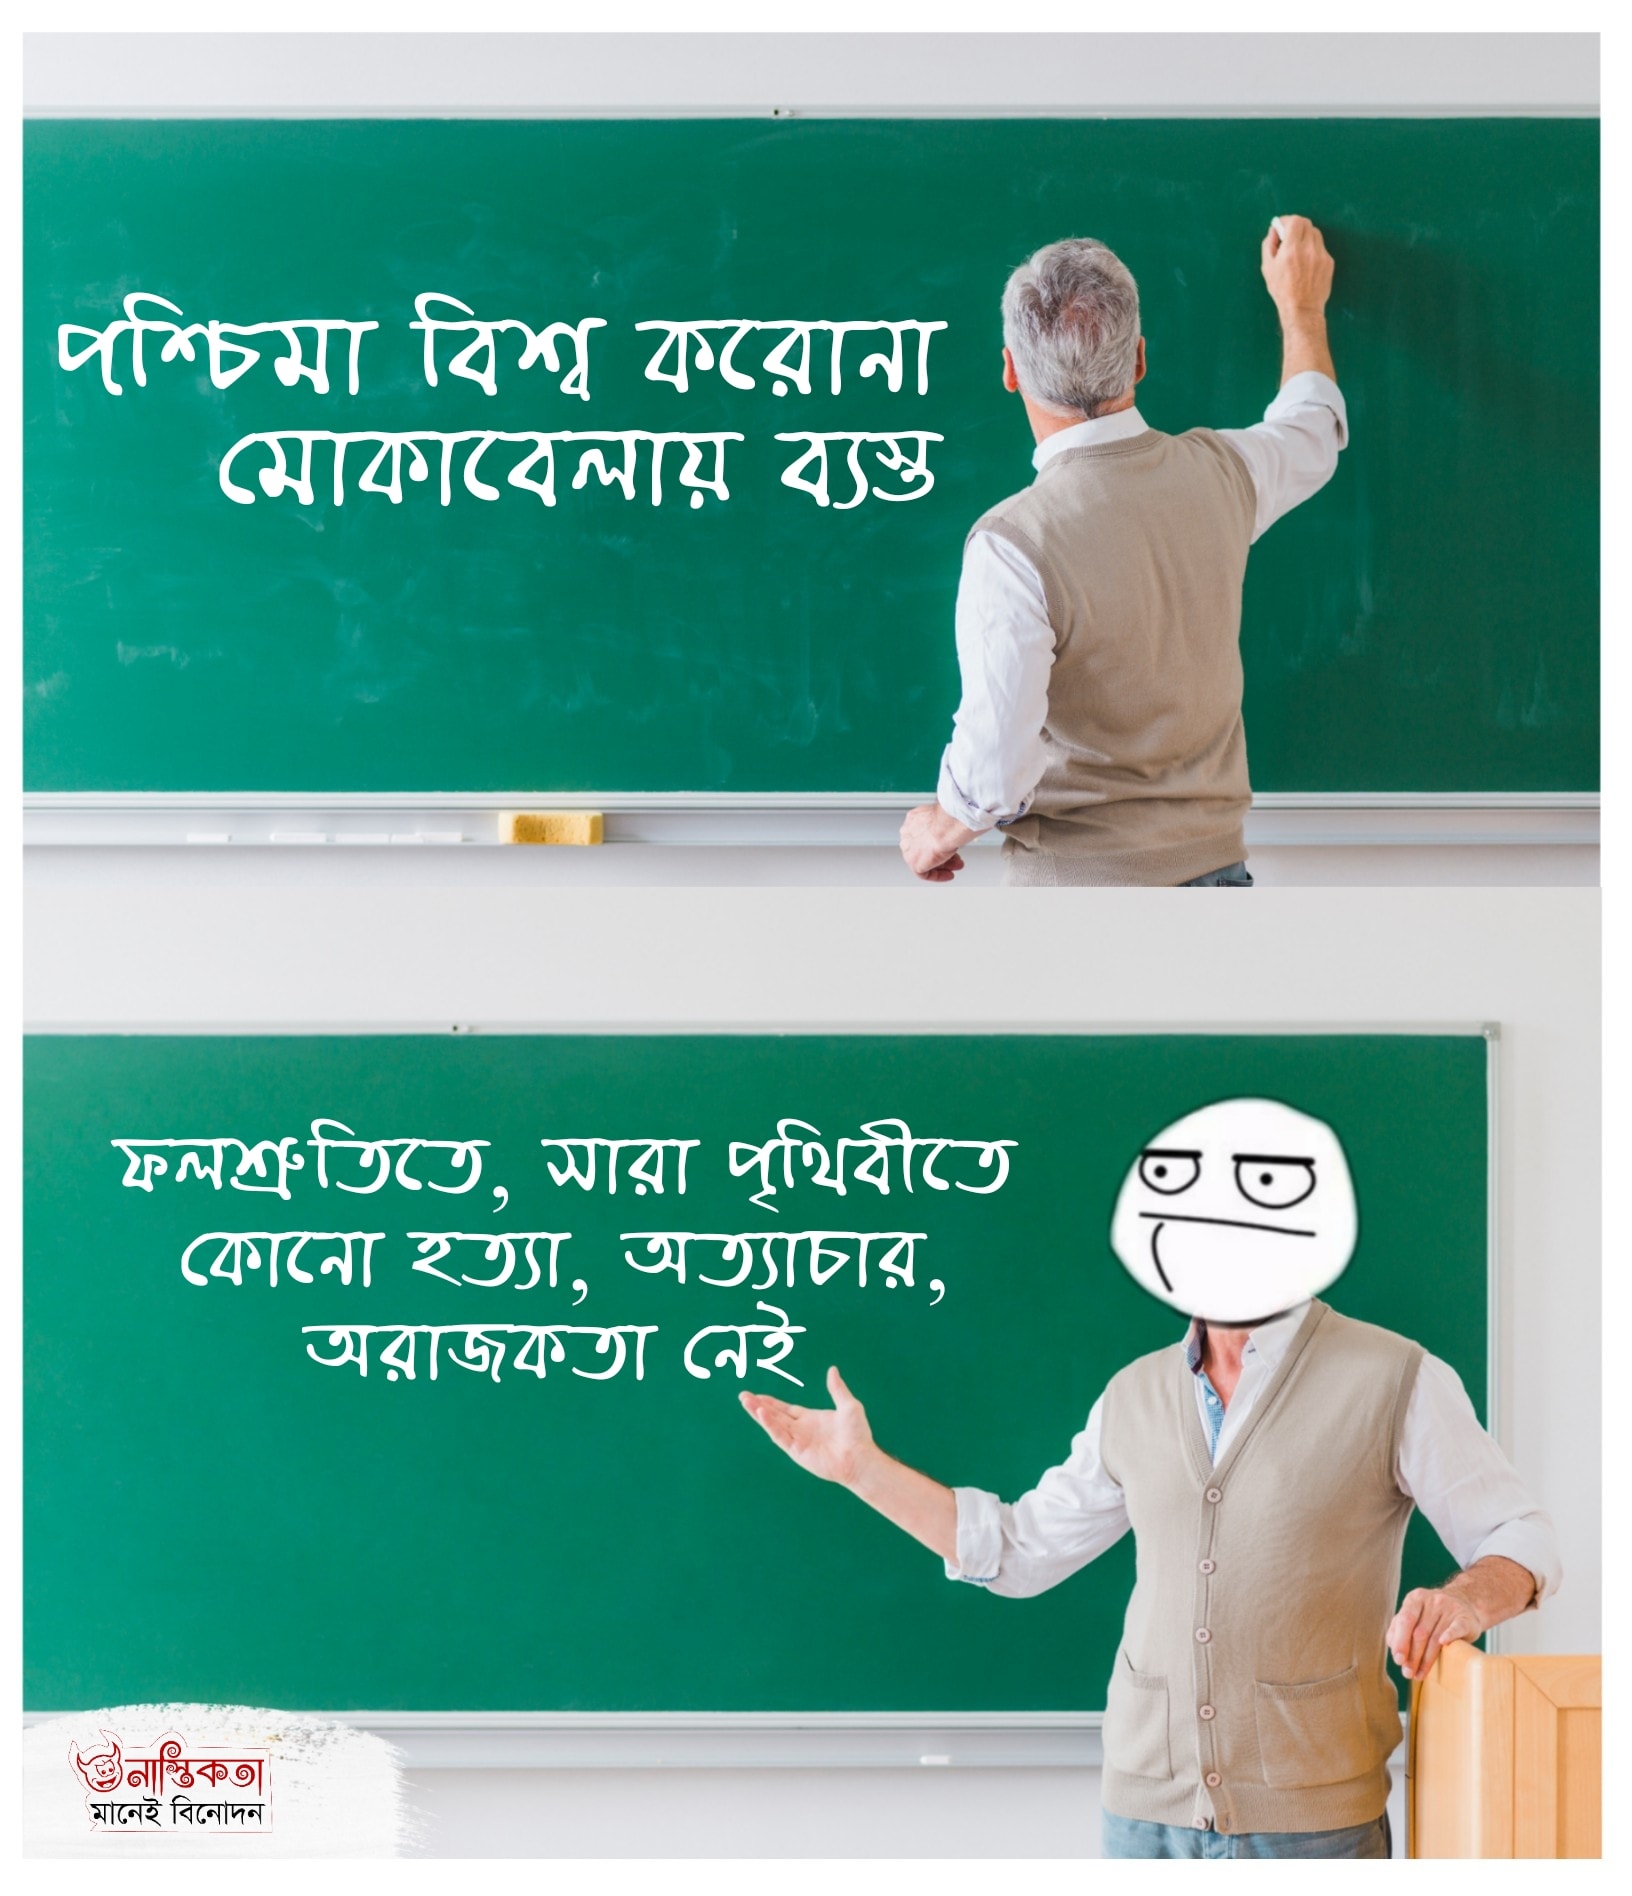 পশ্চিমা বিশ্ব করোনা
মোকাবেলায় ব্যস্ত
ফলশ্রুতিতে, সারা পৃথিবীতে
কোনো হত্যা, অত্যাচার,
অরাজকতা নেই
নাস্তিকতা
মানেই বিনোদন